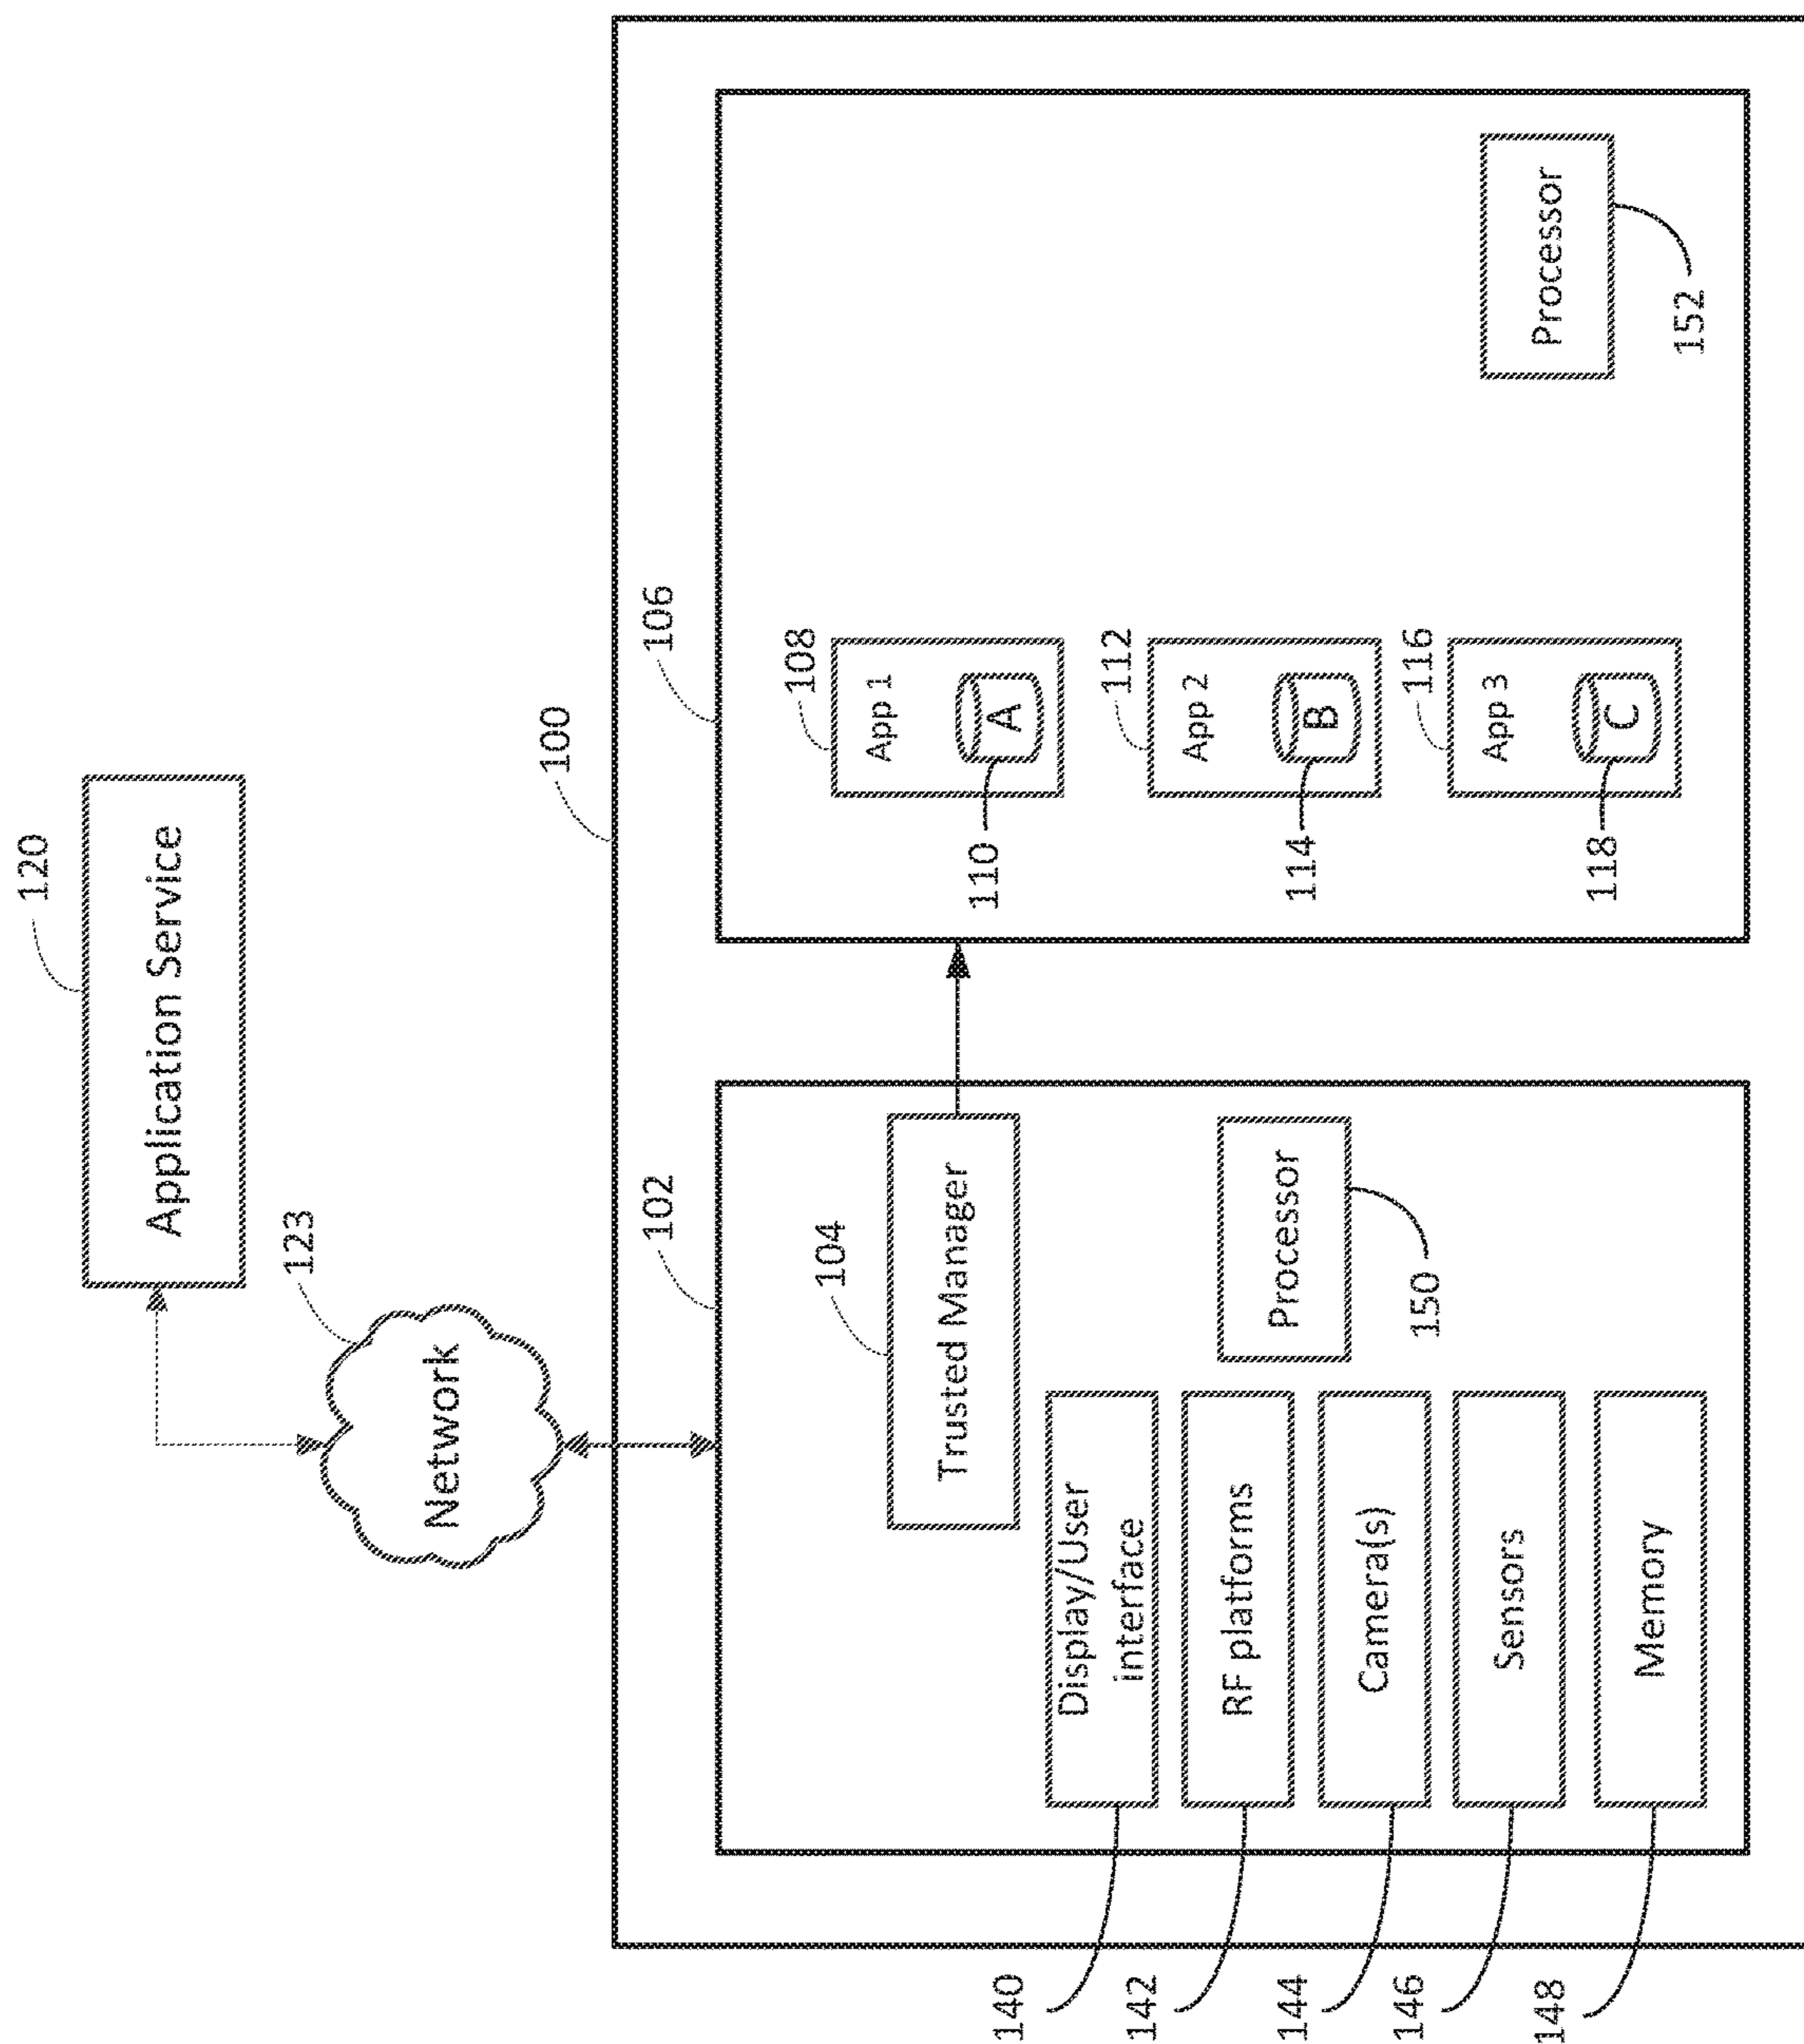 120
Application Service
123
Network
100
102
104
Trusted Manager
Display/User
interface
RF platforms
Camera(s)
Sensors
Memory
Processor
150
140
142
144
146
148
106
108
App 1
A
110
112
App 2
B
114
116
App 3
C
118
Processor
152